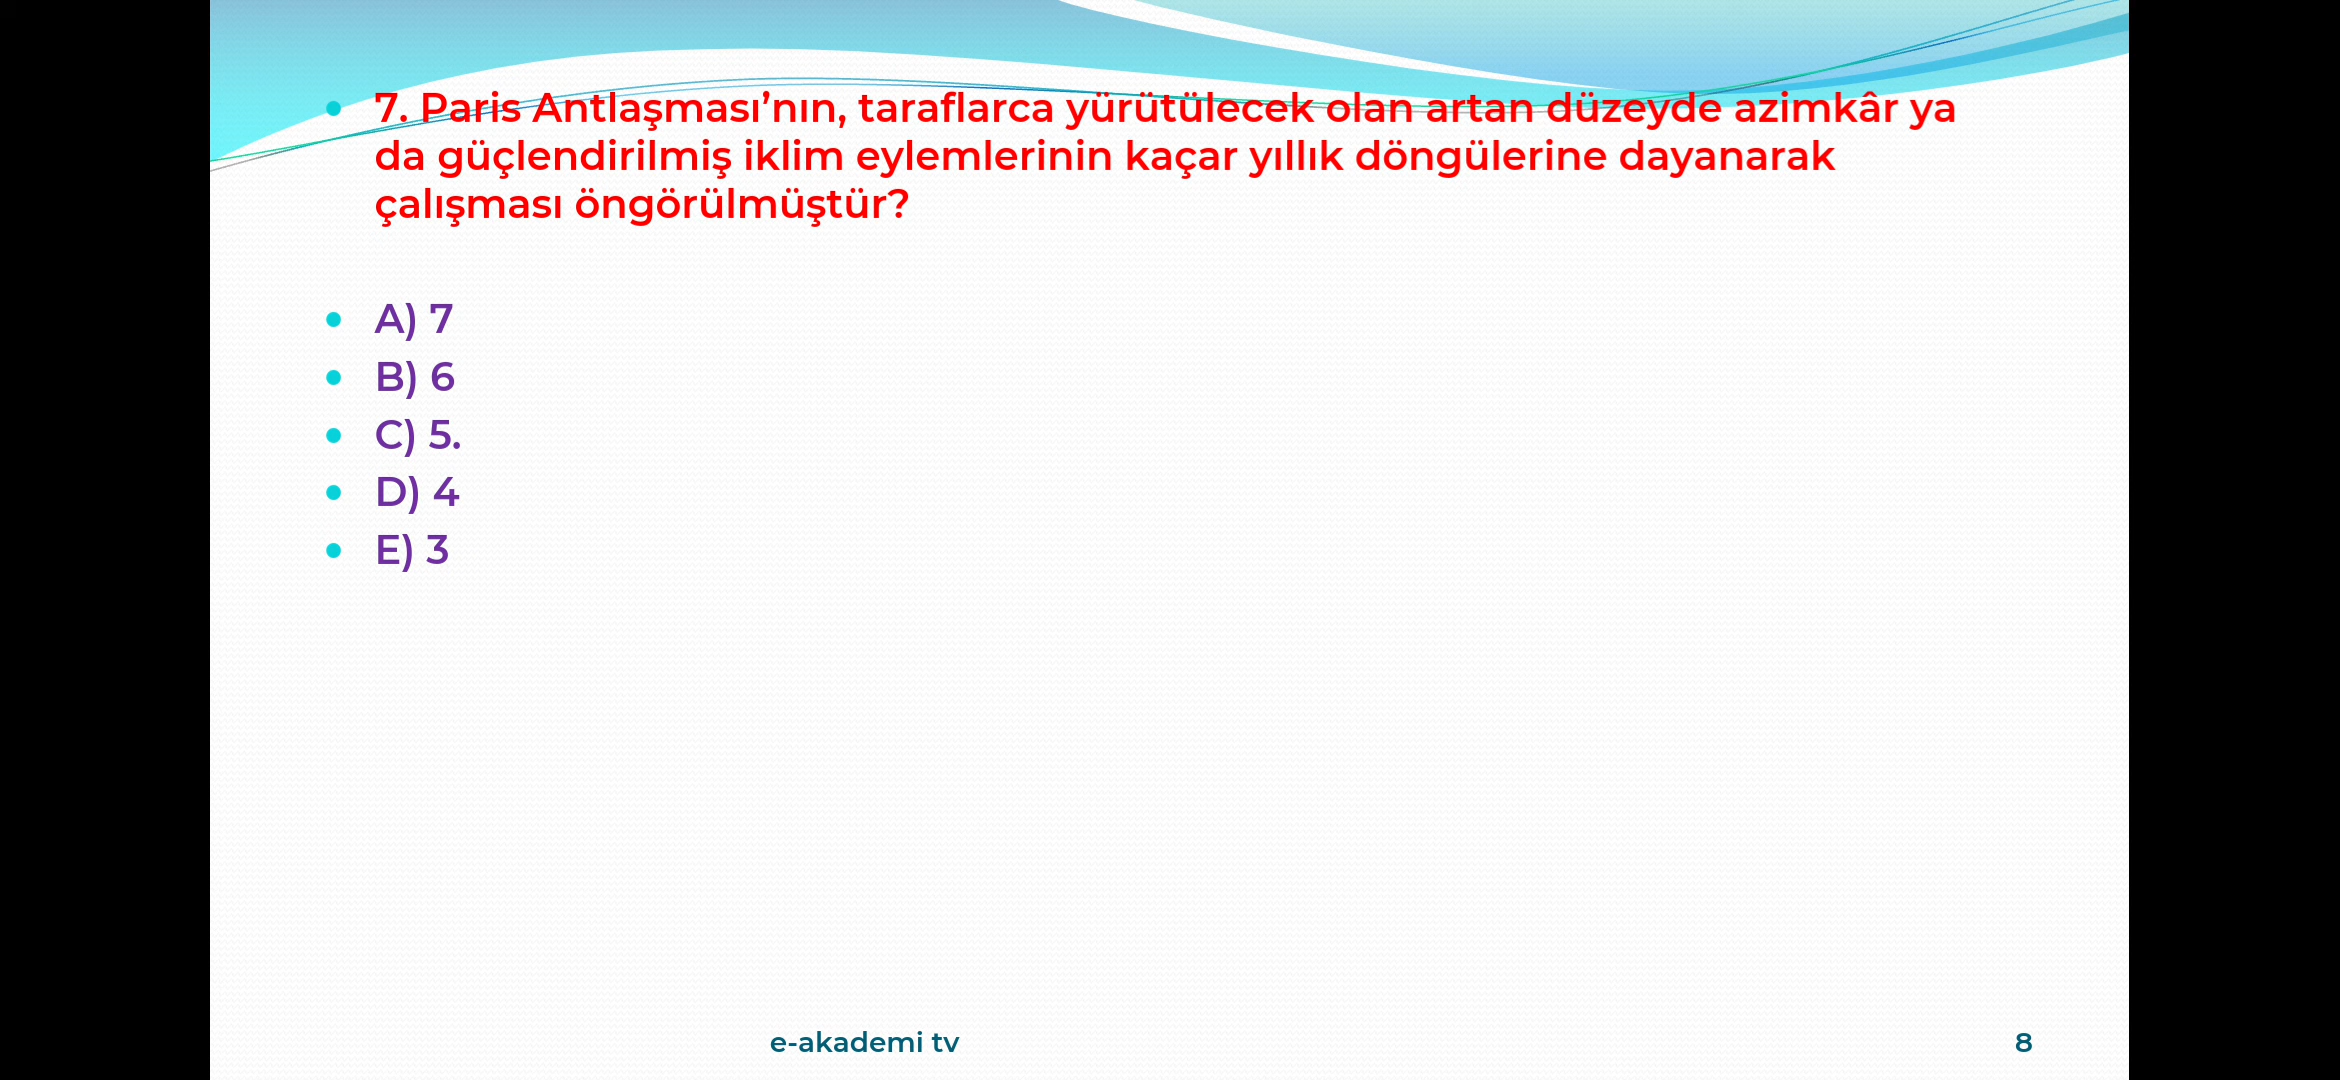 7. Paris Antlaşması’nın, taraflarca yürütülecek olan artan düzeyde azimkâr ya
da güçlendirilmiş iklim eylemlerinin kaçar yıllık döngülerine dayanarak
çalışması öngörülmüştür?
A) 7
B) 6
C) 5.
D) 4
E) 3
e-akademi tv
8